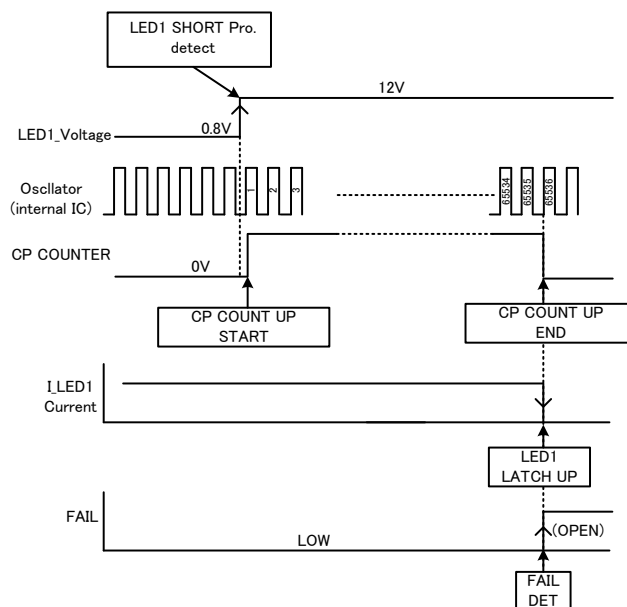 LED1 SHORT Pro.
detect
12V
0.8V
LED1_Voltage
Oscllator
(internal IC)
1
2
3
65534
65535
65536
CP COUNTER
0V
CP COUNT UP
START
CP COUNT UP
END
I_LED1
Current
LED1
LATCH UP
FAIL
(OPEN)
LOW
FAIL
DET